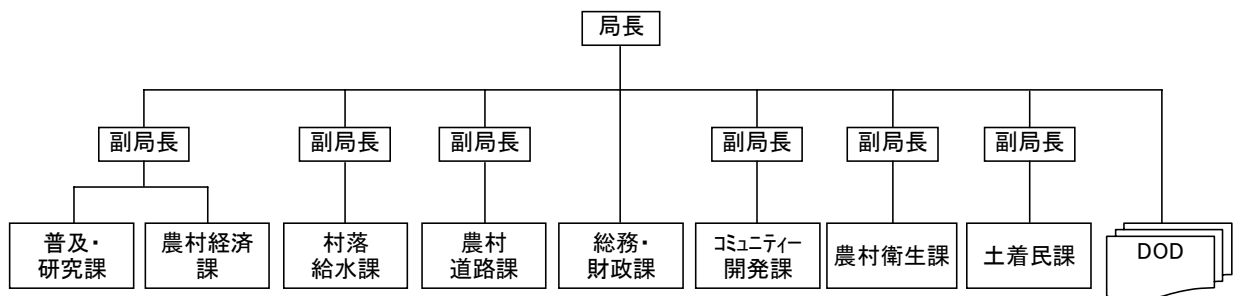 局長
副局長
副局長
副局長
副局長
副局長
副局長
普及・
研究課
農村経済
課
村落
給水課
農村
道路課
総務・
財政課
ｺﾐｭﾆﾃｨｰ
開発課
農村衛生課
土着民課
DOD